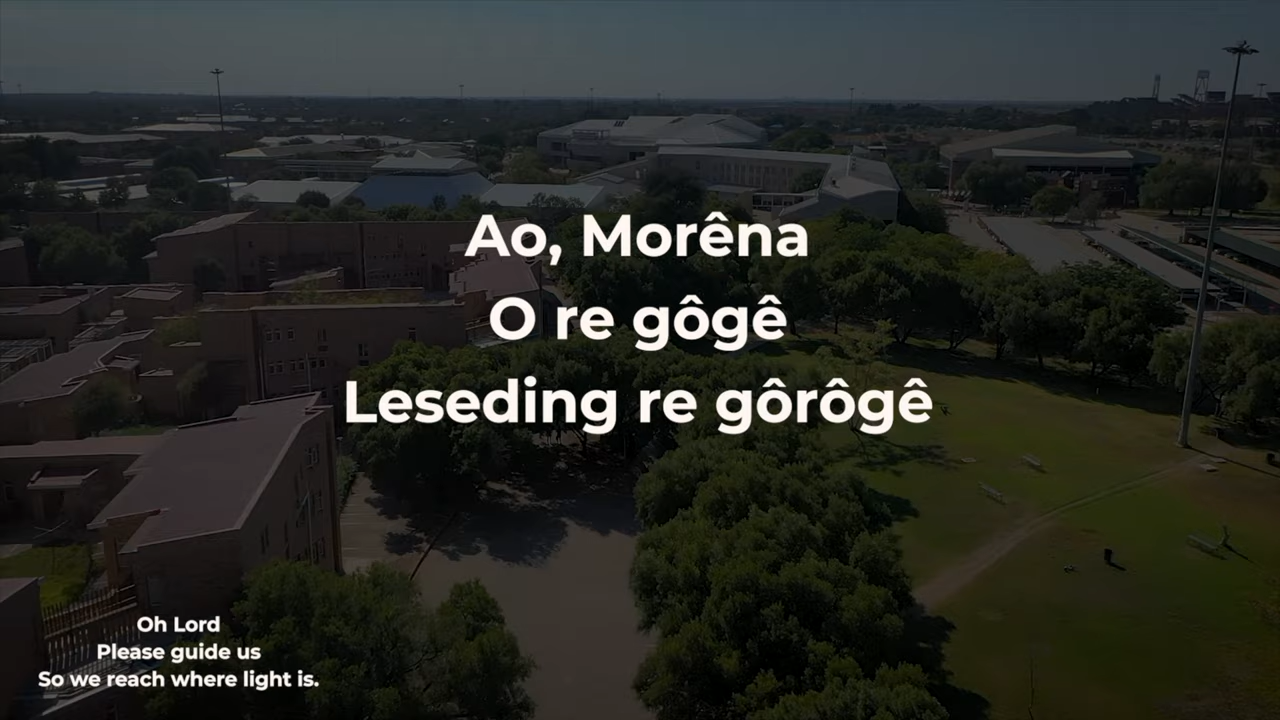 Ao, Morêna
O re gôgê
Leseding re gôrôgê
Oh Lord
Please guide us
So we reach where light is.